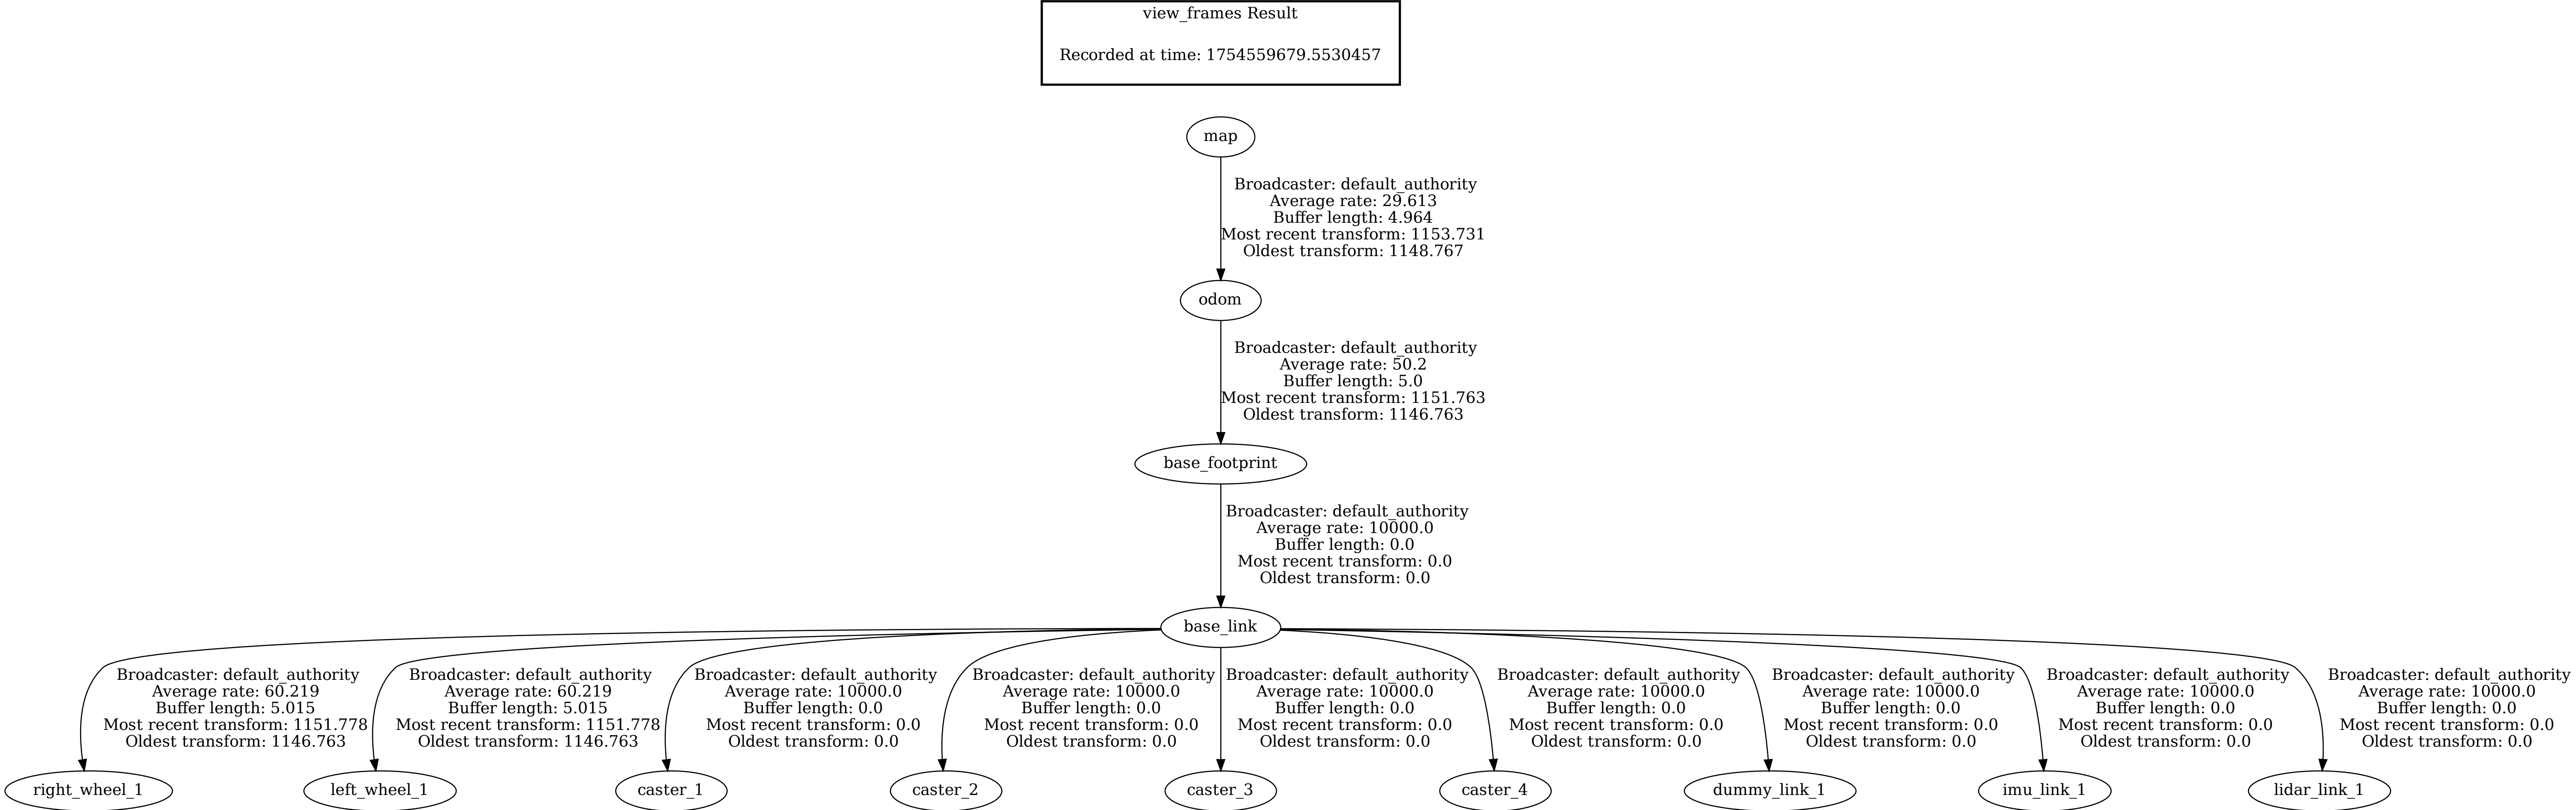 view_frames Result
Recorded at time: 1754559679.5530457
map
Broadcaster: default_authority
Average rate: 29.613
Buffer length: 4.964
Most recent transform: 1153.731
Oldest transform: 1148.767
odom
Broadcaster: default_authority
Average rate: 50.2
Buffer length: 5.0
Most recent transform: 1151.763
Oldest transform: 1146.763
base_footprint
Broadcaster: default_authority
Average rate: 10000.0
Buffer length: 0.0
Most recent transform: 0.0
Oldest transform: 0.0
base_link
Broadcaster: default_authority
Average rate: 60.219
Buffer length: 5.015
Most recent transform: 1151.778
Oldest transform: 1146.763
Broadcaster: default_authority
Average rate: 60.219
Buffer length: 5.015
Most recent transform: 1151.778
Oldest transform: 1146.763
Broadcaster: default_authority
Average rate: 10000.0
Buffer length: 0.0
Most recent transform: 0.0
Oldest transform: 0.0
Broadcaster: default_authority
Average rate: 10000.0
Buffer length: 0.0
Most recent transform: 0.0
Oldest transform: 0.0
Broadcaster: default_authority
Average rate: 10000.0
Buffer length: 0.0
Most recent transform: 0.0
Oldest transform: 0.0
Broadcaster: default_authority
Average rate: 10000.0
Buffer length: 0.0
Most recent transform: 0.0
Oldest transform: 0.0
Broadcaster: default_authority
Average rate: 10000.0
Buffer length: 0.0
Most recent transform: 0.0
Oldest transform: 0.0
Broadcaster: default_authority
Average rate: 10000.0
Buffer length: 0.0
Most recent transform: 0.0
Oldest transform: 0.0
Broadcaster: default_authority
Average rate: 10000.0
Buffer length: 0.0
Most recent transform: 0.0
Oldest transform: 0.0
right_wheel_1
left_wheel_1
caster_1
caster_2
caster_3
caster_4
dummy_link_1
imu_link_1
lidar_link_1